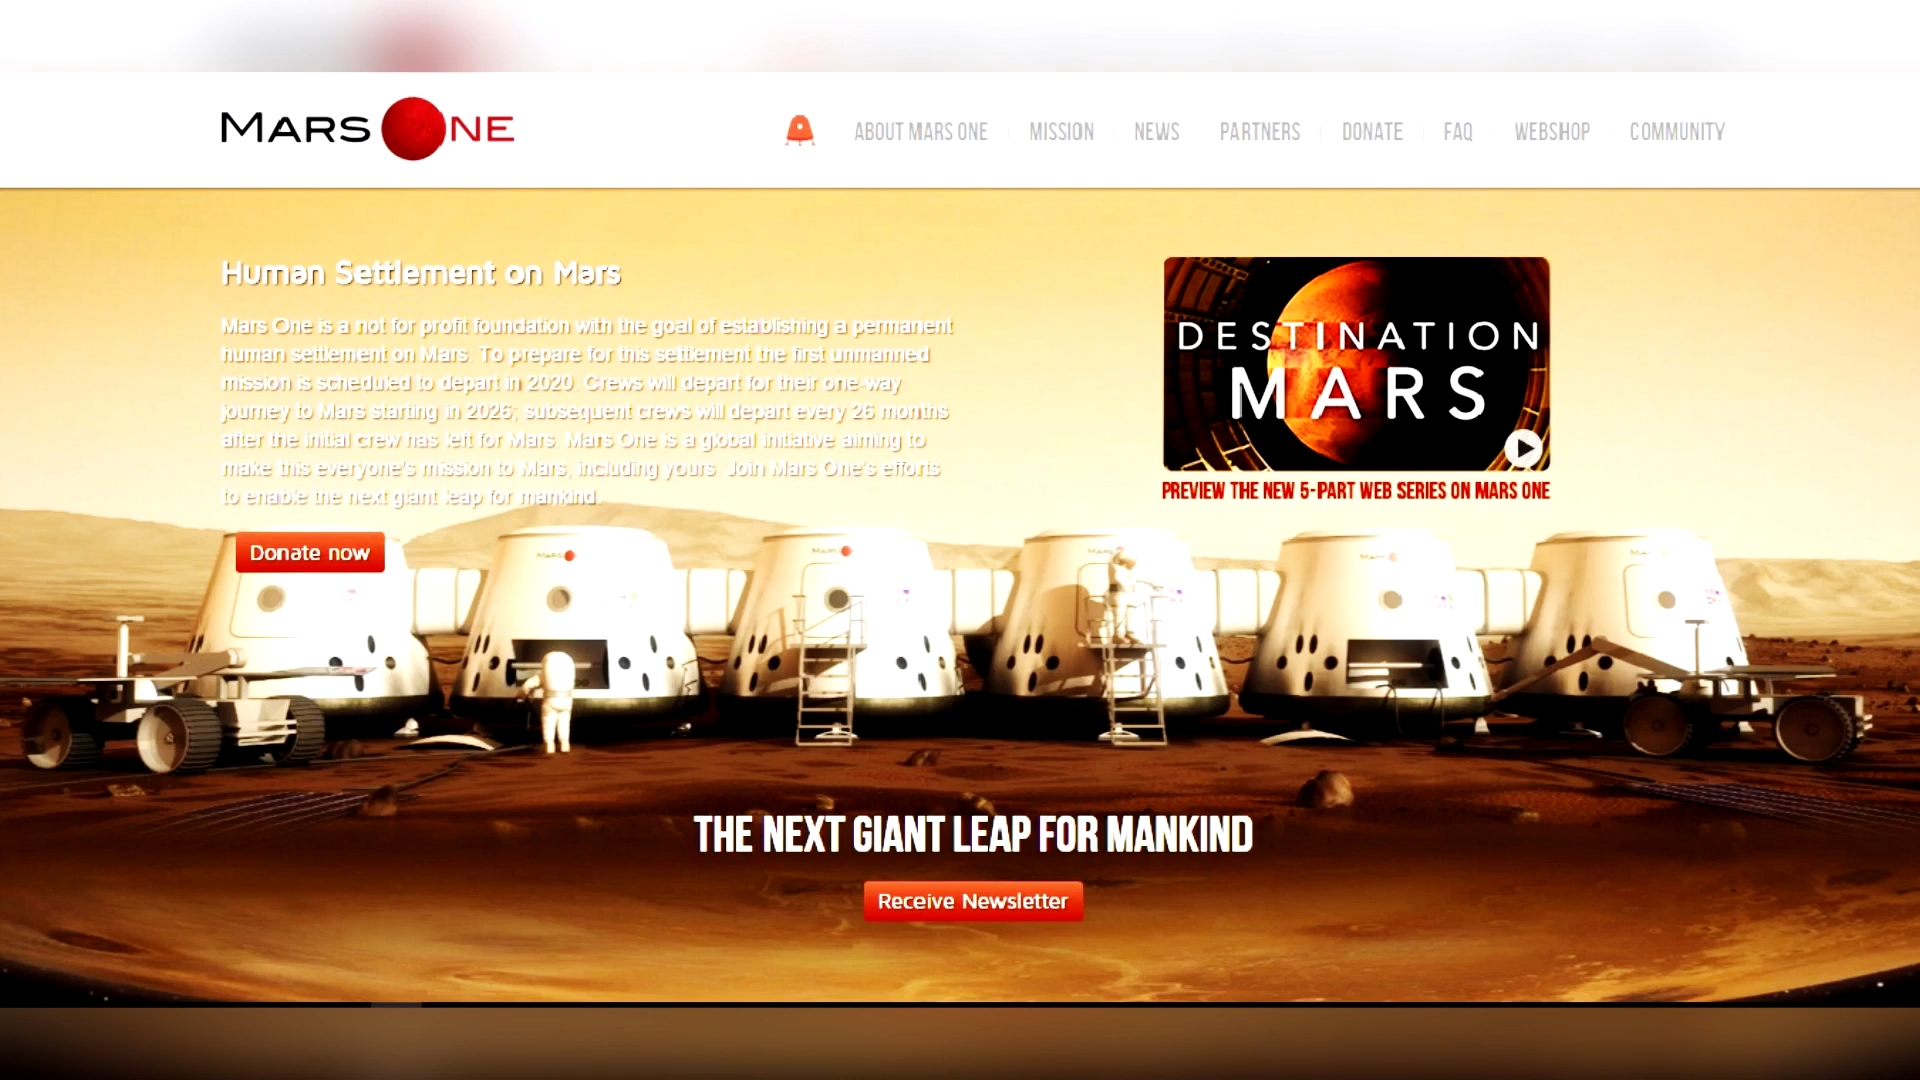 MARS ONE
ABOUT MARS ONE
MISSION
NEWS
PARTNERS
DONATE
FAQ
WEBSHOP
COMMUNITY
Human Settlement on Mars
Mars One is a not for profit foundation with the goal of establishing a permanent
human settlement on Mars. To prepare for this settlement the first unmanned
mission is scheduled to depart in 2020. Crews will depart for their one-way
journey to Mars starting in 2026; subsequent crews will depart every 26 months
after the initial crew has left for Mars. Mars One is a global initiative aiming to
make this everyone's mission to Mars, including yours. Join Mars One's efforts
to enable the next giant leap for mankind.
Donate now
DESTINATION
MARS
PREVIEW THE NEW 5-PART WEB SERIES ON MARS ONE
THE NEXT GIANT LEAP FOR MANKIND
Receive Newsletter